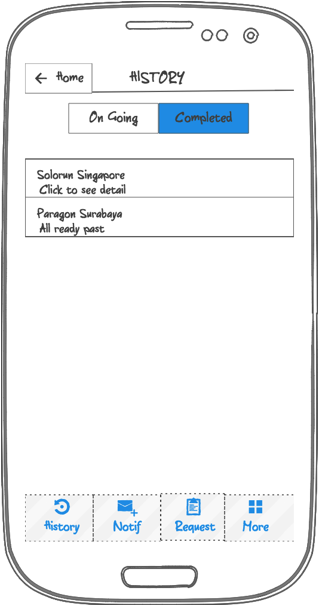 Home
HISTORY
On Going
Completed
Solorun Singapore
Click to see detail
Paragon Surabaya
All ready past
History
Notif
Request
More